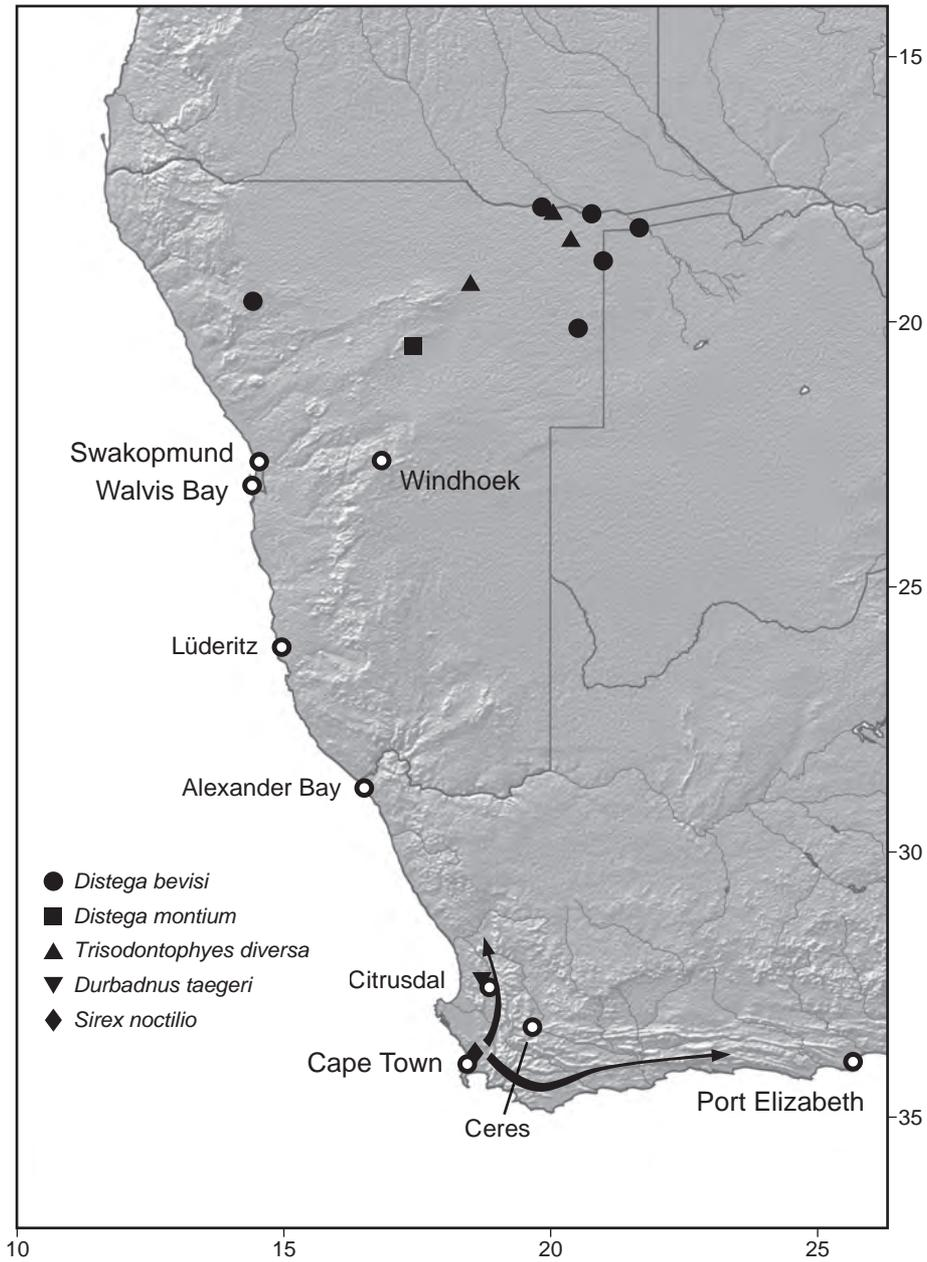 15
20
Swakopmund
Walvis Bay
Windhoek
25
Lüderitz
Alexander Bay
30
Distega bevisi
Distega montium
Trisodontophyes diversa
Durbadnus taegeri
Sirex noctilio
Citrusdal
Cape Town
Port Elizabeth
Ceres
35
10 15 20 25